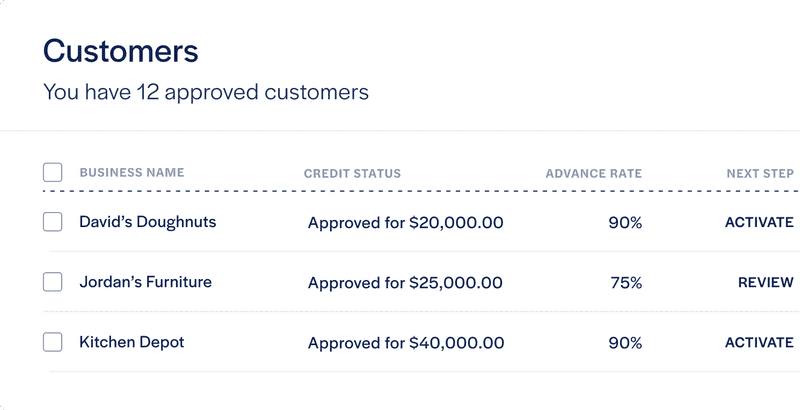 Customers
You have 12 approved customers
BUSINESS NAME CREDIT STATUS ADVANCE RATE NEXT STEP
David’s Doughnuts Approved for $20,000.00 90% ACTIVATE
Jordan’s Furniture Approved for $25,000.00 75% REVIEW
Kitchen Depot Approved for $40,000.00 90% ACTIVATE